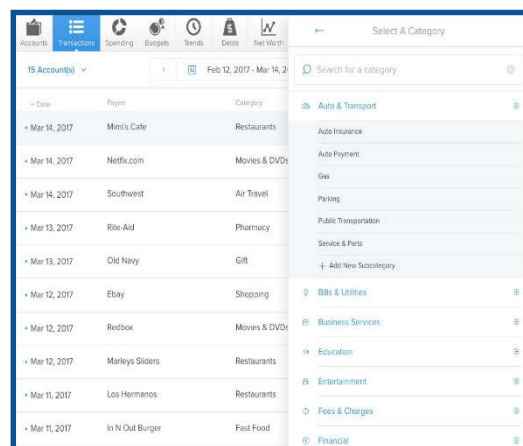 Accounts Transactions Spending Budgets Trends Debts Net Worth
15 Account(s)
Feb 12, 2017 - Mar 14, 2
Date Payee Category
Mar 14, 2017 Mimi's Cafe Restaurants
Mar 14, 2017 Netflix.com Movies & DVDs
Mar 14, 2017 Southwest Air Travel
Mar 13, 2017 Rite-Aid Pharmacy
Mar 13, 2017 Old Navy Gift
Mar 12, 2017 Ebay Shopping
Mar 12, 2017 Redbox Movies & DVDs
Mar 12, 2017 Marleys Sliders Restaurants
Mar 11, 2017 Los Hermanos Restaurants
Mar 11, 2017 In N Out Burger Fast Food
Select A Category
Search for a category
Auto & Transport
Auto Insurance
Auto Payment
Gas
Parking
Public Transportation
Service & Parts
+ Add New Subcategory
Bills & Utilities
Business Services
Education
Entertainment
Fees & Charges
Financial